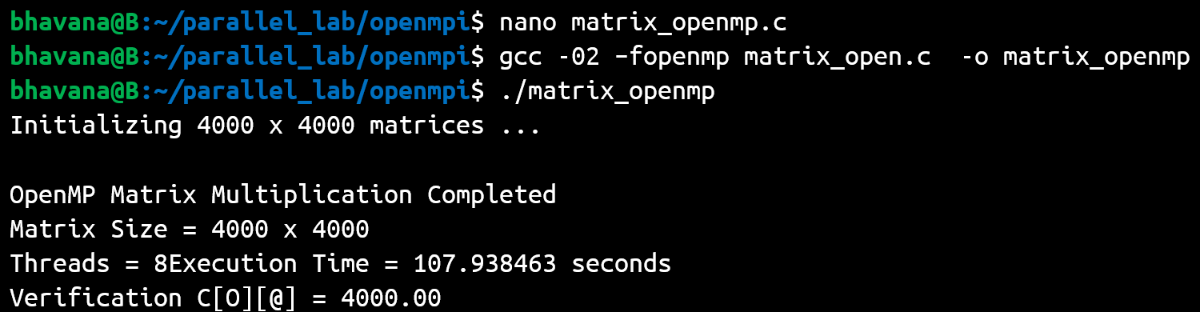 bhavana@B:~/parallel_lab/openmpi$ nano matrix_openmp.c
bhavana@B:~/parallel_lab/openmpi$ gcc -02 –fopenmp matrix_open.c  -o matrix_openmp
bhavana@B:~/parallel_lab/openmpi$ ./matrix_openmp
Initializing 4000 x 4000 matrices ...
OpenMP Matrix Multiplication Completed
Matrix Size = 4000 x 4000
Threads = 8Execution Time = 107.938463 seconds
Verification C[O][@] = 4000.00